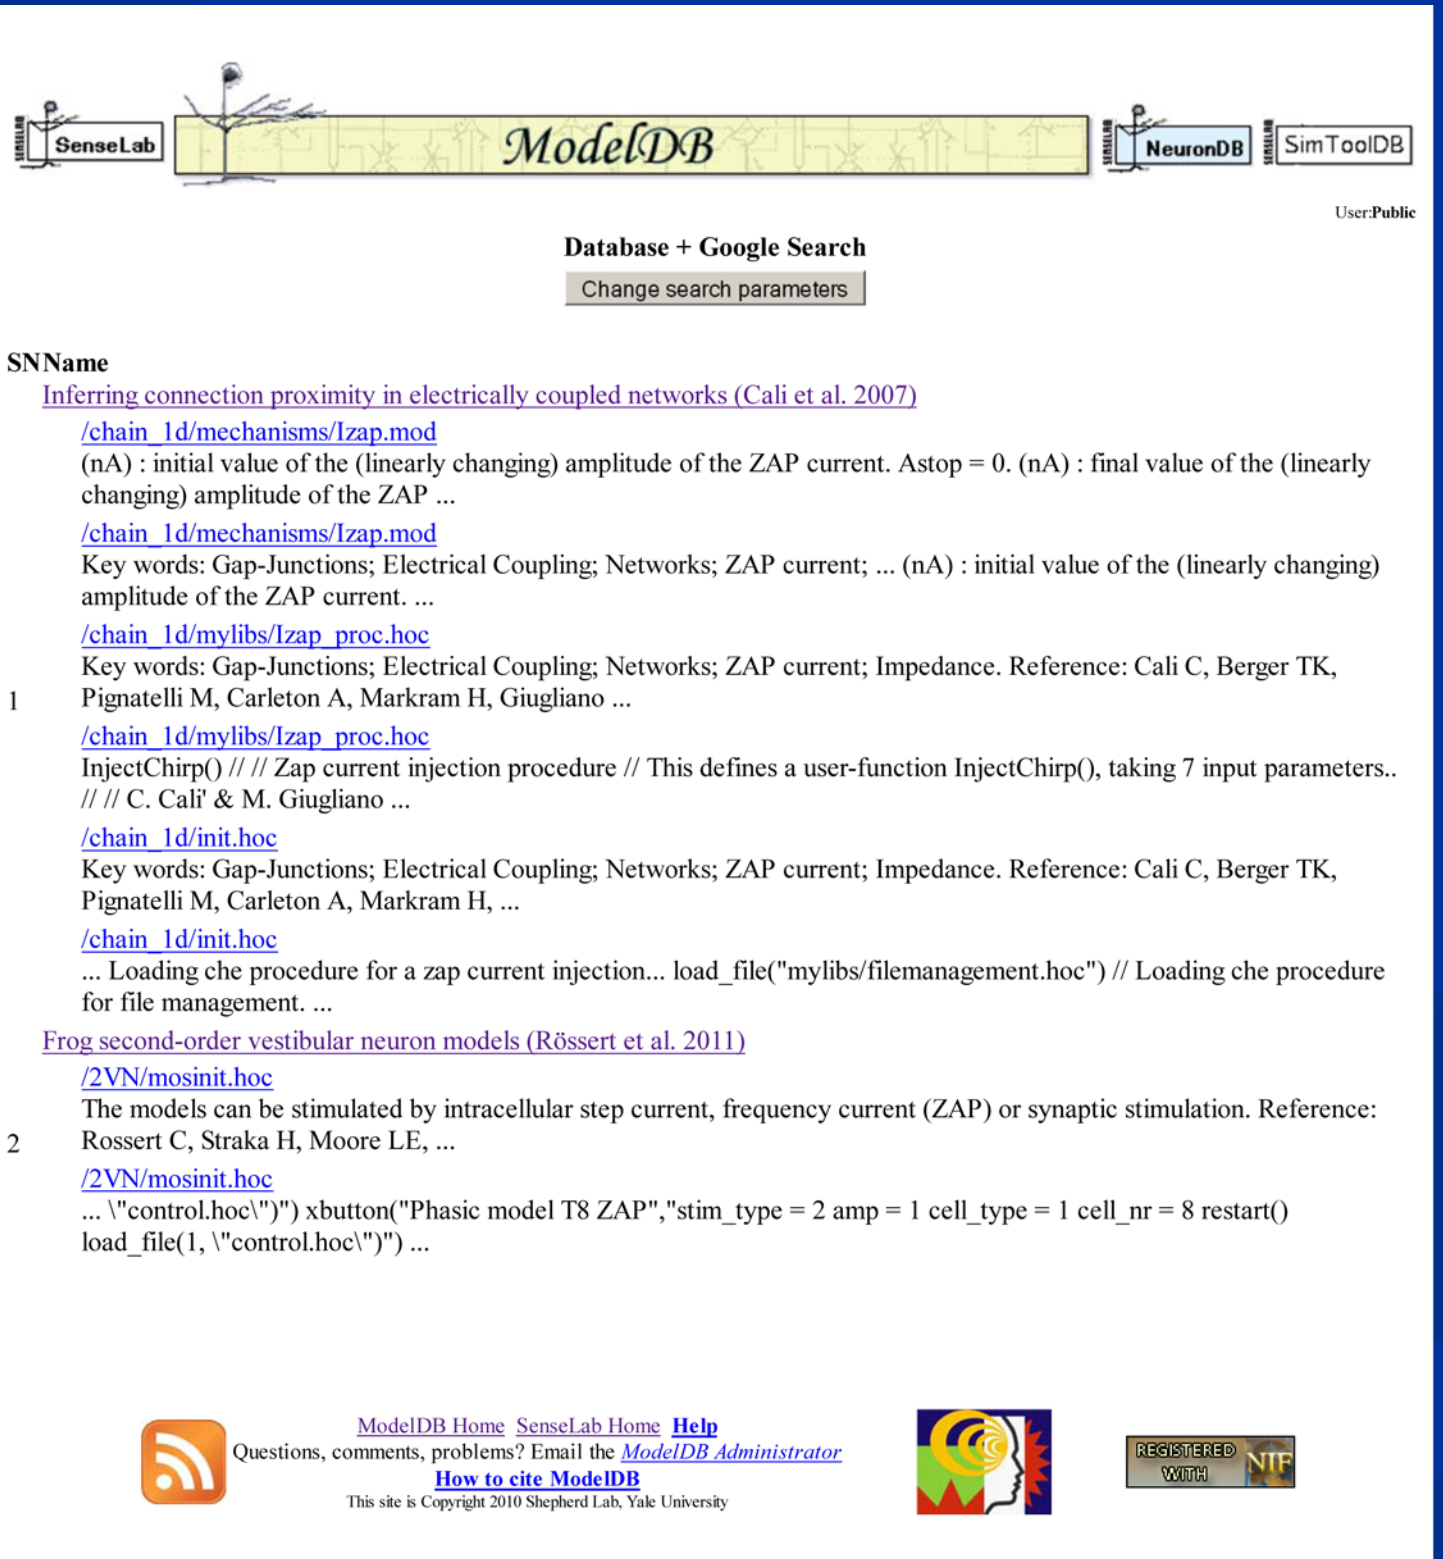 SENSELAB
SenseLab
ModelDB
SENSELAB
NeuronDB
SENSELAB
SimToolDB
User:Public
Database + Google Search
Change search parameters
SN Name
Inferring connection proximity in electrically coupled networks (Cali et al. 2007)
/chain_1d/mechanisms/Izap.mod
(nA) : initial value of the (linearly changing) amplitude of the ZAP current. Astop = 0. (nA) : final value of the (linearly
changing) amplitude of the ZAP ...
/chain_1d/mechanisms/Izap.mod
Key words: Gap-Junctions; Electrical Coupling; Networks; ZAP current; ... (nA) : initial value of the (linearly changing)
amplitude of the ZAP current. ...
/chain_1d/mylibs/Izap_proc.hoc
Key words: Gap-Junctions; Electrical Coupling; Networks; ZAP current; Impedance. Reference: Cali C, Berger TK,
1 Pignatelli M, Carleton A, Markram H, Giugliano ...
/chain_1d/mylibs/Izap_proc.hoc
InjectChirp() // // Zap current injection procedure // This defines a user-function InjectChirp(), taking 7 input parameters..
// // C. Cali' & M. Giugliano ...
/chain_1d/init.hoc
Key words: Gap-Junctions; Electrical Coupling; Networks; ZAP current; Impedance. Reference: Cali C, Berger TK,
Pignatelli M, Carleton A, Markram H, ...
/chain_1d/init.hoc
... Loading che procedure for a zap current injection... load_file("mylibs/filemanagement.hoc") // Loading che procedure
for file management. ...
Frog second-order vestibular neuron models (Rössert et al. 2011)
/2VN/mosinit.hoc
The models can be stimulated by intracellular step current, frequency current (ZAP) or synaptic stimulation. Reference:
2 Rossert C, Straka H, Moore LE, ...
/2VN/mosinit.hoc
... \"control.hoc\")") xbutton("Phasic model T8 ZAP","stim_type = 2 amp = 1 cell_type = 1 cell_nr = 8 restart()
load_file(1, \"control.hoc\")") ...
ModelDB Home SenseLab Home Help
Questions, comments, problems? Email the ModelDB Administrator
How to cite ModelDB
This site is Copyright 2010 Shepherd Lab, Yale University
REGISTERED
WITH
NIF